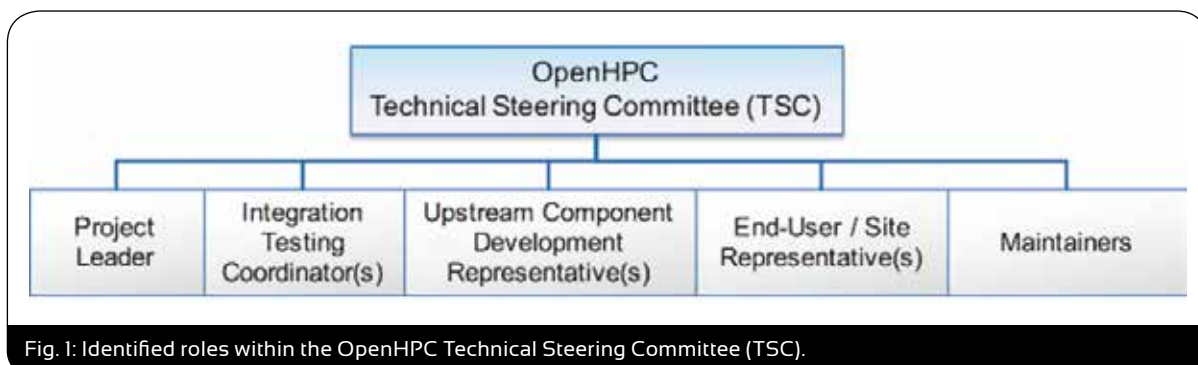 OpenHPC
Technical Steering Committee (TSC)
Project
Leader
Integration
Testing
Coordinator(s)
Upstream Component
Development
Representative(s)
End-User / Site
Representative(s)
Maintainers
Fig. 1: Identified roles within the OpenHPC Technical Steering Committee (TSC).